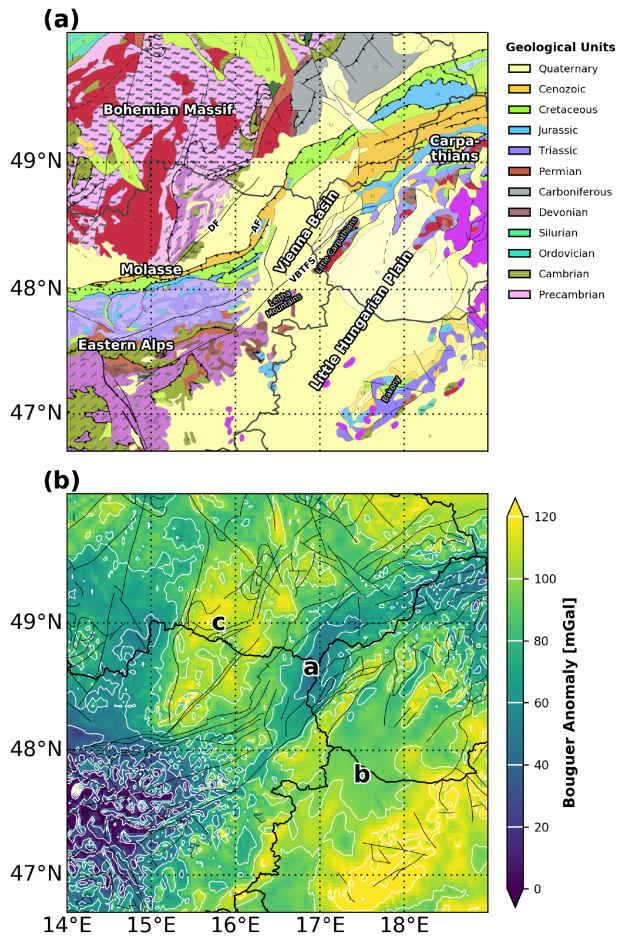 (a)
Bohemian Massif
Carpa-
thians
DF
AF
Vienna Basin
Little Carpathians
VBTFS
Molasse
Leitha
Mountains
Eastern Alps
Little Hungarian Plain
Bakony
49°N
48°N
47°N
Geological Units
Quaternary
Cenozoic
Cretaceous
Jurassic
Triassic
Permian
Carboniferous
Devonian
Silurian
Ordovician
Cambrian
Precambrian
(b)
c
a
b
49°N
48°N
47°N
14°E
15°E
16°E
17°E
18°E
120
100
80
60
40
20
0
Bouguer Anomaly [mGal]